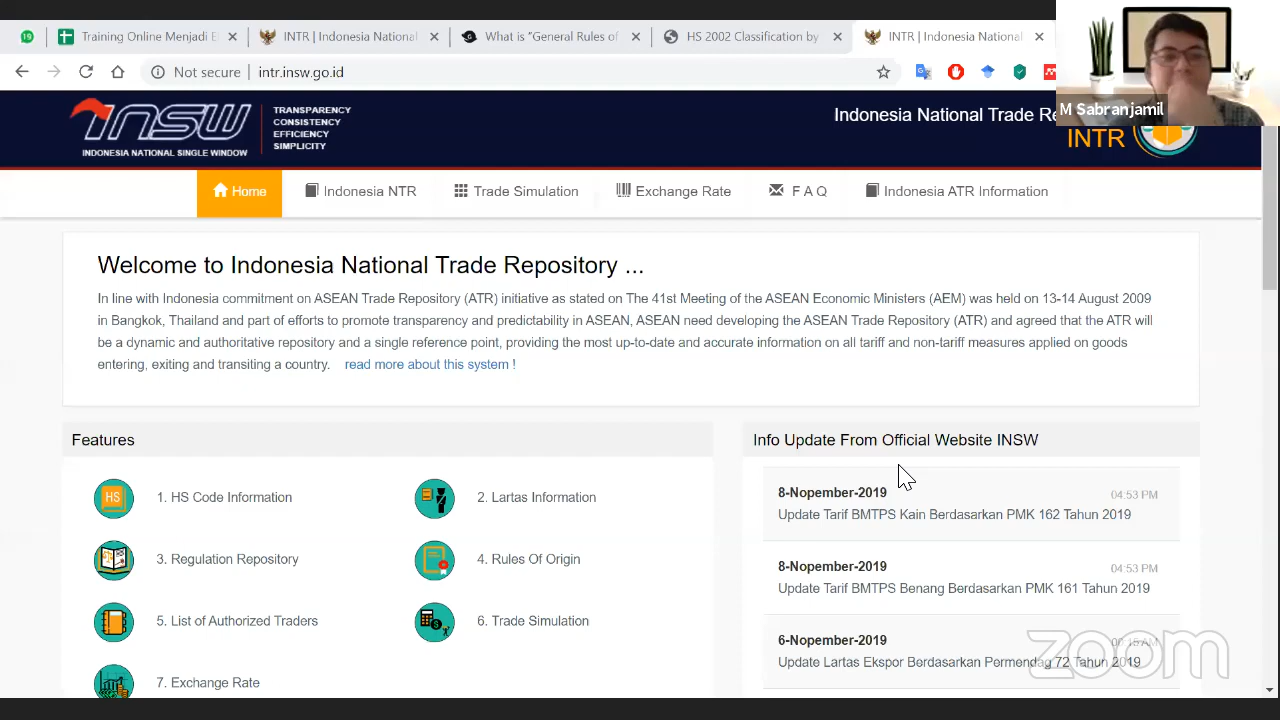 19
Training Online Menjadi E
INTR | Indonesia National
What is "General Rules of
HS 2002 Classification by
INTR | Indonesia National
Not secure | intr.insw.go.id
M Sabranjamil
INSW
INDONESIA NATIONAL SINGLE WINDOW
TRANSPARENCY
CONSISTENCY
EFFICIENCY
SIMPLICITY
Indonesia National Trade Re
INTR
Home
Indonesia NTR
Trade Simulation
Exchange Rate
F A Q
Indonesia ATR Information
Welcome to Indonesia National Trade Repository ...
In line with Indonesia commitment on ASEAN Trade Repository (ATR) initiative as stated on The 41st Meeting of the ASEAN Economic Ministers (AEM) was held on 13-14 August 2009
in Bangkok, Thailand and part of efforts to promote transparency and predictability in ASEAN, ASEAN need developing the ASEAN Trade Repository (ATR) and agreed that the ATR will
be a dynamic and authoritative repository and a single reference point, providing the most up-to-date and accurate information on all tariff and non-tariff measures applied on goods
entering, exiting and transiting a country. read more about this system !
Features
HS
1. HS Code Information
2. Lartas Information
3. Regulation Repository
4. Rules Of Origin
5. List of Authorized Traders
6. Trade Simulation
7. Exchange Rate
Info Update From Official Website INSW
8-Nopember-2019
04:53 PM
Update Tarif BMTPS Kain Berdasarkan PMK 162 Tahun 2019
8-Nopember-2019
04:53 PM
Update Tarif BMTPS Benang Berdasarkan PMK 161 Tahun 2019
6-Nopember-2019
00:15 AM
Update Lartas Ekspor Berdasarkan Permendag 72 Tahun 2019
zoom